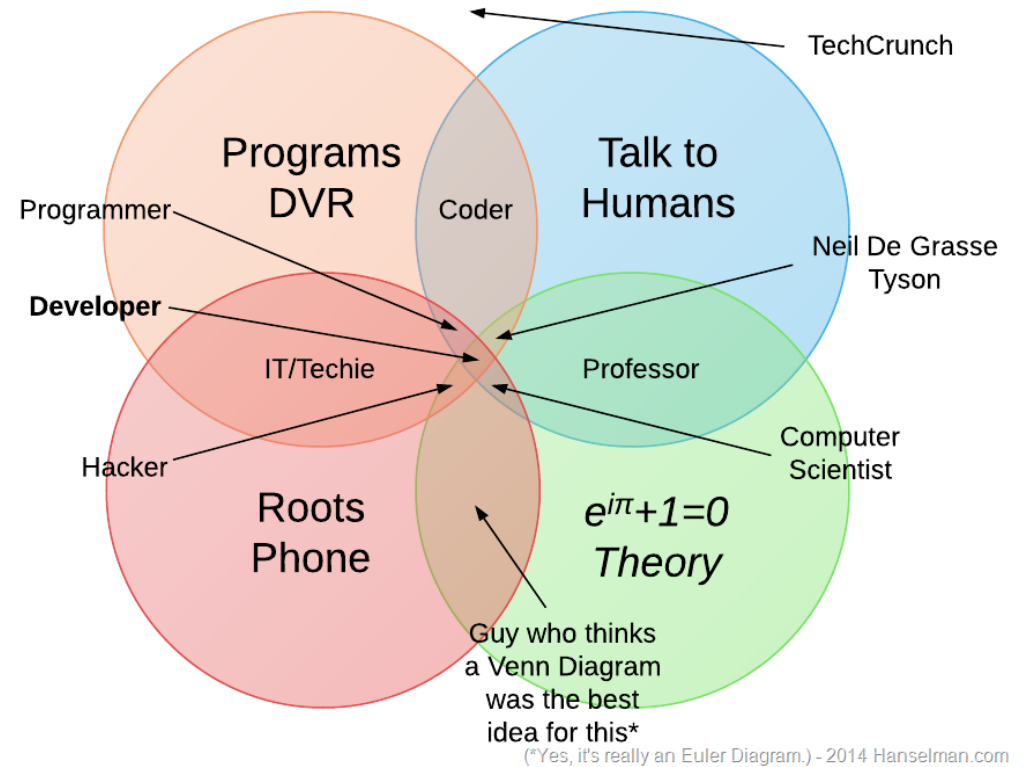 TechCrunch
Programs
DVR
Talk to
Humans
Programmer
Coder
Neil De Grasse
Tyson
Developer
IT/Techie
Professor
Hacker
Computer
Scientist
Roots
Phone
e^{iπ}+1=0
Theory
Guy who thinks
a Venn Diagram
was the best
idea for this*
(*Yes, it's really an Euler Diagram.) - 2014 Hanselman.com